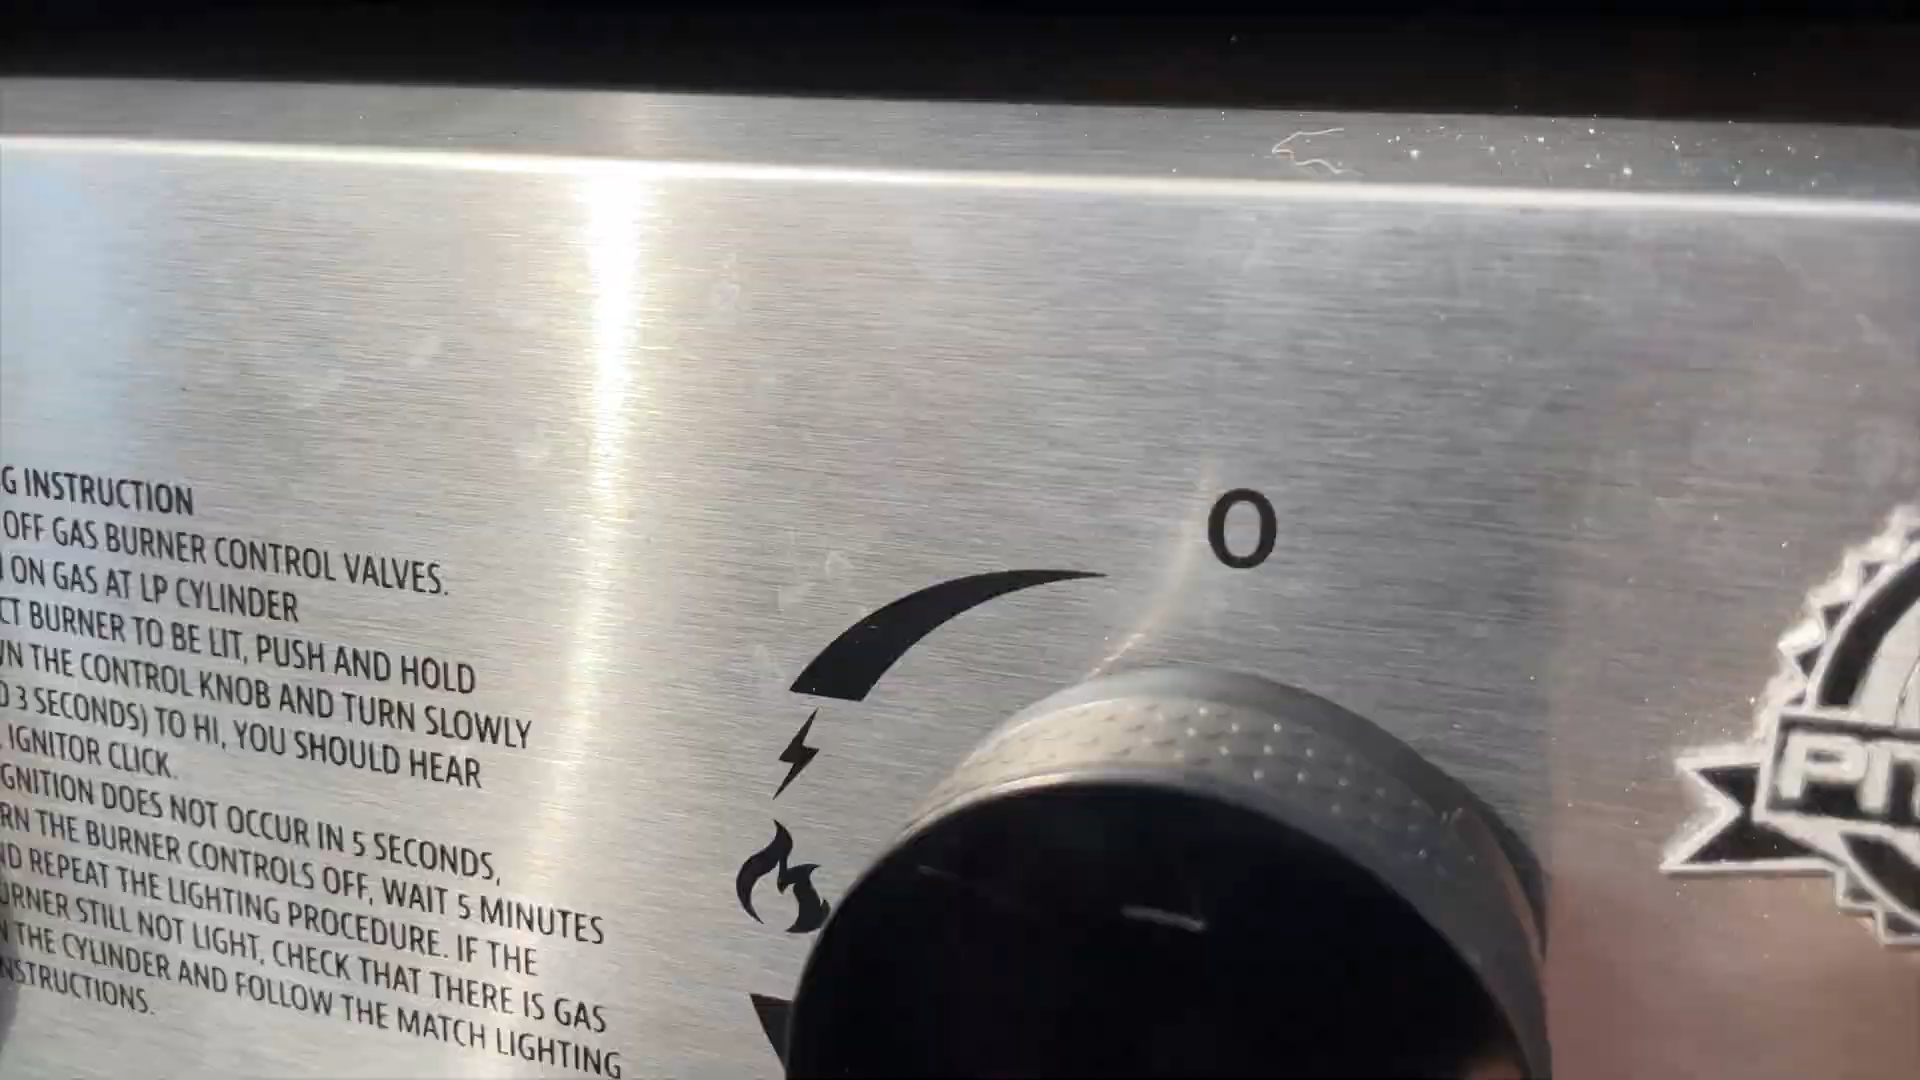 INSTRUCTION
OFF GAS BURNER CONTROL VALVES.
ON GAS AT LP CYLINDER
BURNER TO BE LIT, PUSH AND HOLD
THE CONTROL KNOB AND TURN SLOWLY
3 SECONDS) TO HI, YOU SHOULD HEAR
IGNITOR CLICK.
GNITION DOES NOT OCCUR IN 5 SECONDS,
RN THE BURNER CONTROLS OFF, WAIT 5 MINUTES
REPEAT THE LIGHTING PROCEDURE. IF THE
URNER STILL NOT LIGHT, CHECK THAT THERE IS GAS
THE CYLINDER AND FOLLOW THE MATCH LIGHTING
NSTRUCTIONS.
O
PIT